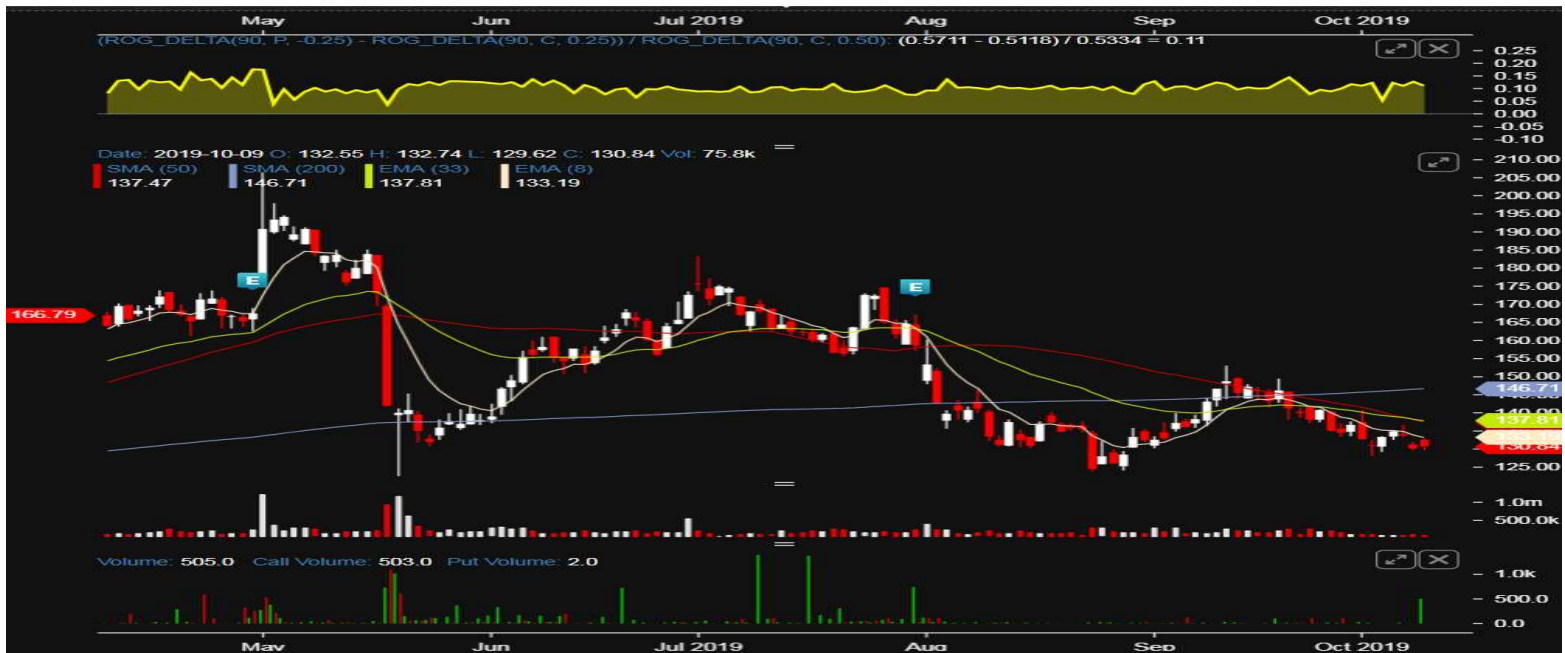 May Jun Jul 2019 Aug Sep Oct 2019
(ROG_DELTA(90, P, -0.25) - ROG_DELTA(90, C, 0.25)) / ROG_DELTA(90, C, 0.50): (0.5711 - 0.5118) / 0.5334 = 0.11
0.25
0.20
0.15
0.10
0.05
0.00
-0.05
-0.10
Date: 2019-10-09 O: 132.55 H: 132.74 L: 129.62 C: 130.84 Vol: 75.8k
SMA (50) SMA (200) EMA (33) EMA (8)
137.47 146.71 137.81 133.19
210.00
205.00
200.00
195.00
190.00
185.00
180.00
E
E
175.00
170.00
166.79
165.00
160.00
155.00
150.00
146.71
140.00
137.81
133.19
130.84
125.00
1.0m
500.0k
Volume: 505.0 Call Volume: 503.0 Put Volume: 2.0
1.0k
500.0
0.0
May Jun Jul 2019 Aug Sep Oct 2019